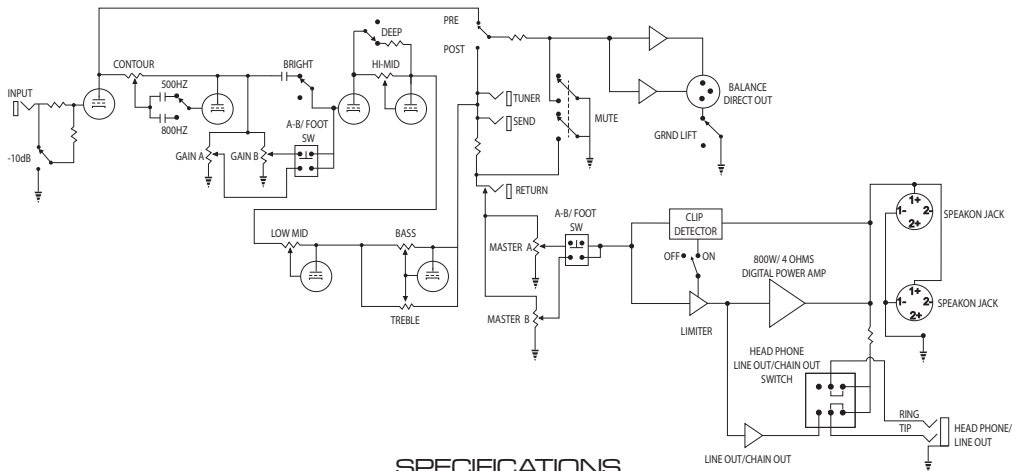 PRE
DEEP
POST
CONTOUR
BRIGHT
HI-MID
INPUT
500HZ
800HZ
-10dB
A-B/ FOOT
SW
GAIN A
GAIN B
TUNER
SEND
MUTE
BALANCE
DIRECT OUT
GRND LIFT
RETURN
LOW MID
BASS
TREBLE
A-B/ FOOT
SW
MASTER A
MASTER B
CLIP
DETECTOR
OFF
ON
LIMITER
800W/ 4 OHMS
DIGITAL POWER AMP
1+
1-
2-
2+
SPEAKON JACK
1+
1-
2-
2+
SPEAKON JACK
HEAD PHONE
LINE OUT/CHAIN OUT
SWITCH
RING
TIP
HEAD PHONE/
LINE OUT
LINE OUT/CHAIN OUT
SPECIFICATIONS